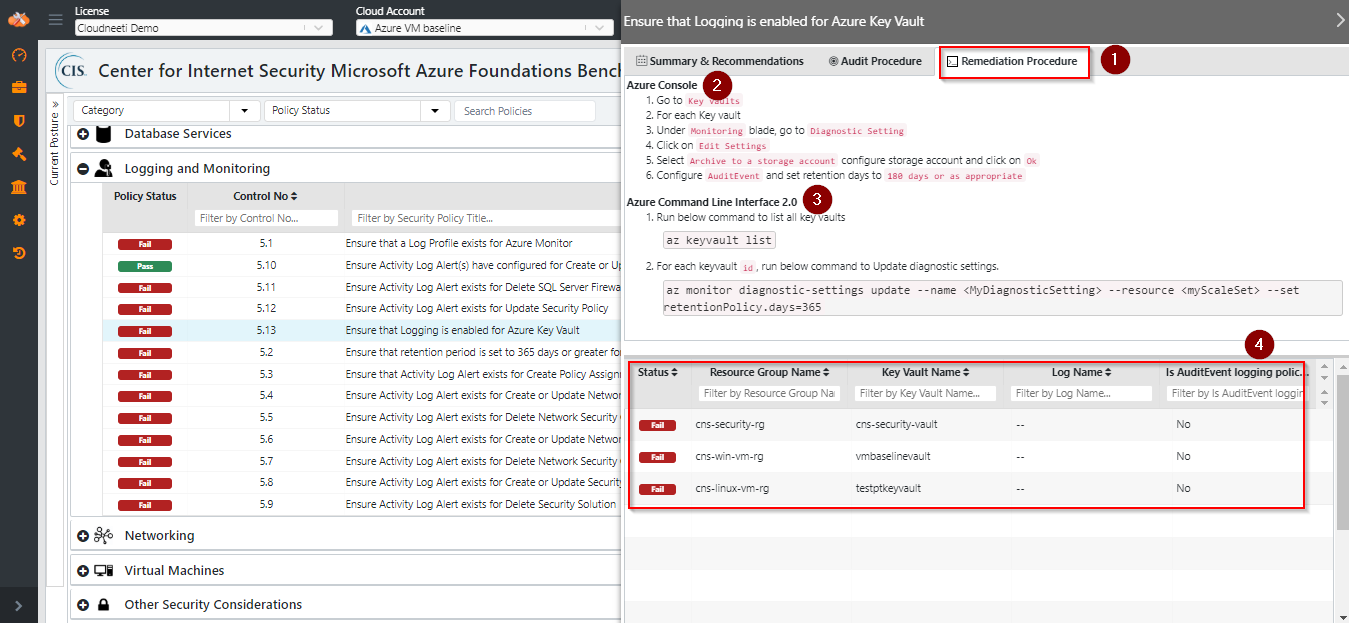 License
Cloudneeti Demo
Cloud Account
Azure VM baseline
CIS.
Center for Internet Security Microsoft Azure Foundations Bench
Current Posture
Category
Policy Status
Search Policies
Database Services
Logging and Monitoring
Policy Status Control No
Filter by Control No... Filter by Security Policy Title...
Fail 5.1 Ensure that a Log Profile exists for Azure Monitor
Pass 5.10 Ensure Activity Log Alert(s) have configured for Create or Up
Fail 5.11 Ensure Activity Log Alert exists for Delete SQL Server Firewa
Fail 5.12 Ensure Activity Log Alert exists for Update Security Policy
Fail 5.13 Ensure that Logging is enabled for Azure Key Vault
Fail 5.2 Ensure that retention period is set to 365 days or greater fo
Fail 5.3 Ensure that Activity Log Alert exists for Create Policy Assign
Fail 5.4 Ensure Activity Log Alert exists for Create or Update Networ
Fail 5.5 Ensure Activity Log Alert exists for Delete Network Security
Fail 5.6 Ensure Activity Log Alert exists for Create or Update Networ
Fail 5.7 Ensure Activity Log Alert exists for Delete Network Security
Fail 5.8 Ensure Activity Log Alert exists for Create or Update Securit
Fail 5.9 Ensure Activity Log Alert exists for Delete Security Solution
Networking
Virtual Machines
Other Security Considerations
Ensure that Logging is enabled for Azure Key Vault
Summary & Recommendations Audit Procedure Remediation Procedure 1
Azure Console 2
1. Go to Key Vaults
2. For each Key vault
3. Under Monitoring blade, go to Diagnostic Setting
4. Click on Edit Settings
5. Select Archive to a storage account configure storage account and click on Ok
6. Configure AuditEvent and set retention days to 180 days or as appropriate
Azure Command Line Interface 2.0 3
1. Run below command to list all key vaults
az keyvault list
2. For each keyvault id , run below command to Update diagnostic settings.
az monitor diagnostic-settings update --name <MyDiagnosticSetting> --resource <myScaleSet> --set
retentionPolicy.days=365
4
Status Resource Group Name Key Vault Name Log Name Is AuditEvent logging polic...
Filter by Resource Group Nar Filter by Key Vault Name... Filter by Log Name... Filter by Is AuditEvent loggin
Fail cns-security-rg cns-security-vault -- No
Fail cns-win-vm-rg vmbaselinevault -- No
Fail cns-linux-vm-rg testptkeyvault -- No